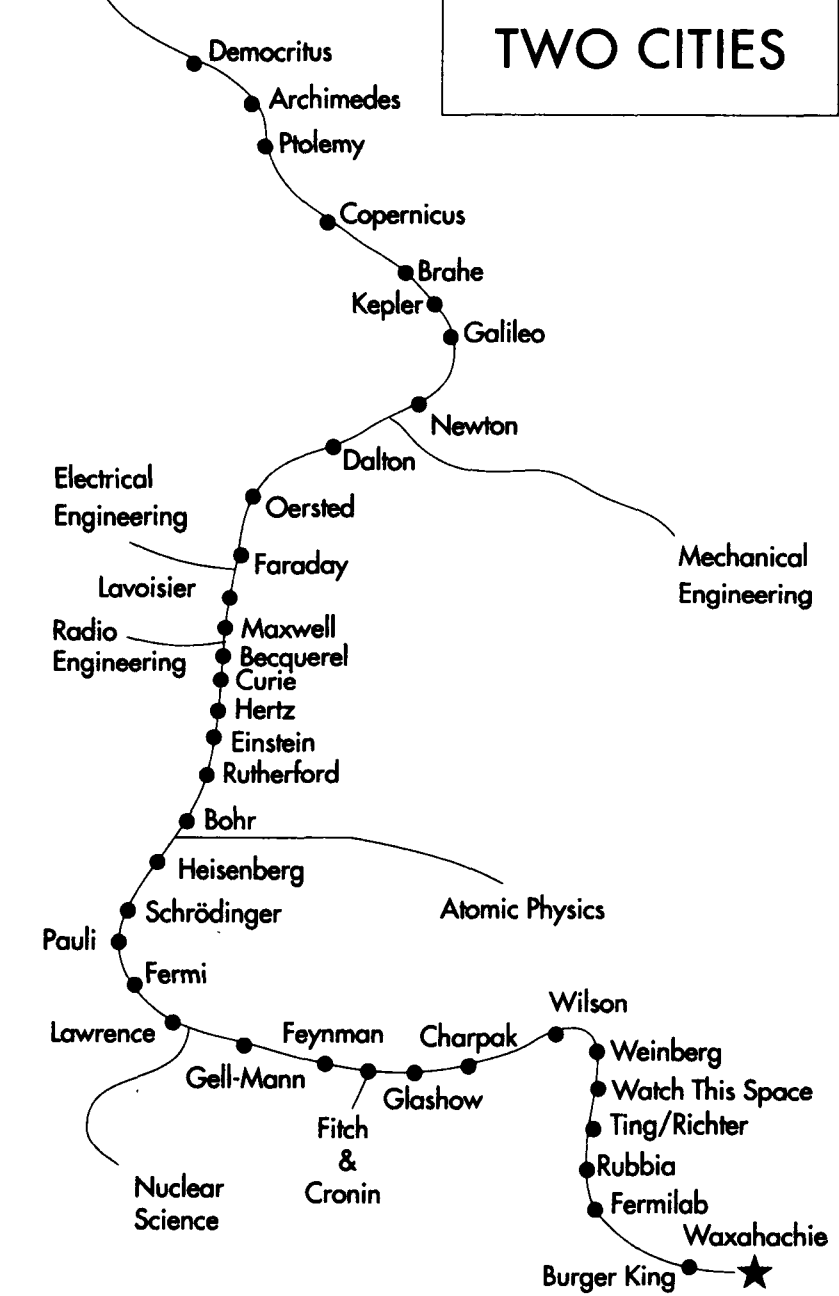 TWO CITIES
Democritus
Archimedes
Ptolemy
Copernicus
Brahe
Kepler
Galileo
Newton
Dalton
Electrical
Engineering
Oersted
Mechanical
Engineering
Faraday
Lavoisier
Radio
Engineering
Maxwell
Becquerel
Curie
Hertz
Einstein
Rutherford
Bohr
Heisenberg
Atomic Physics
Schrödinger
Pauli
Fermi
Lawrence
Gell-Mann
Feynman
Fitch
&
Cronin
Glashow
Charpak
Wilson
Weinberg
Watch This Space
Ting/Richter
Rubbia
Nuclear
Science
Fermilab
Waxahachie
Burger King